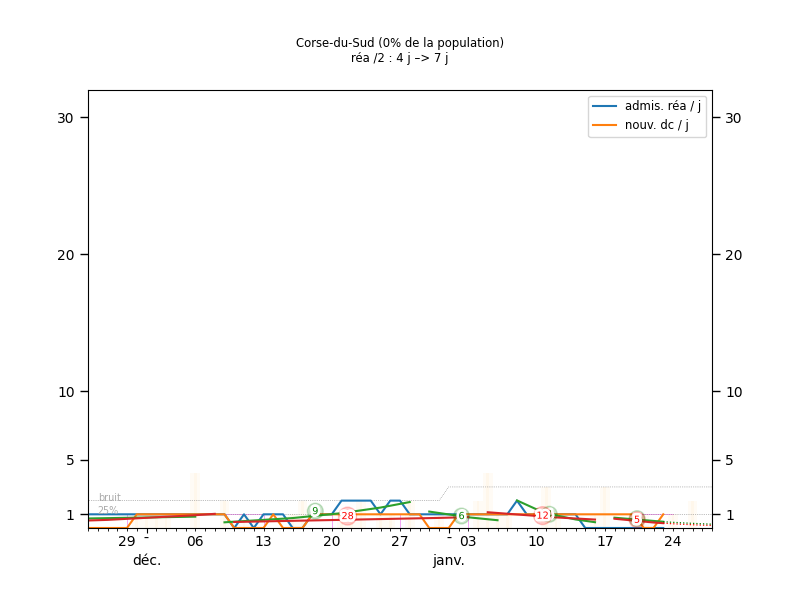 Corse-du-Sud (0% de la population)
réa /2 : 4 j –> 7 j
admis. réa / j
nouv. dc / j
30 30
20 20
10 10
5 5
bruit
25%
1 1
9 28 6 12 5
29 - 06 13 20 27 - 03 10 17 24
déc. janv.